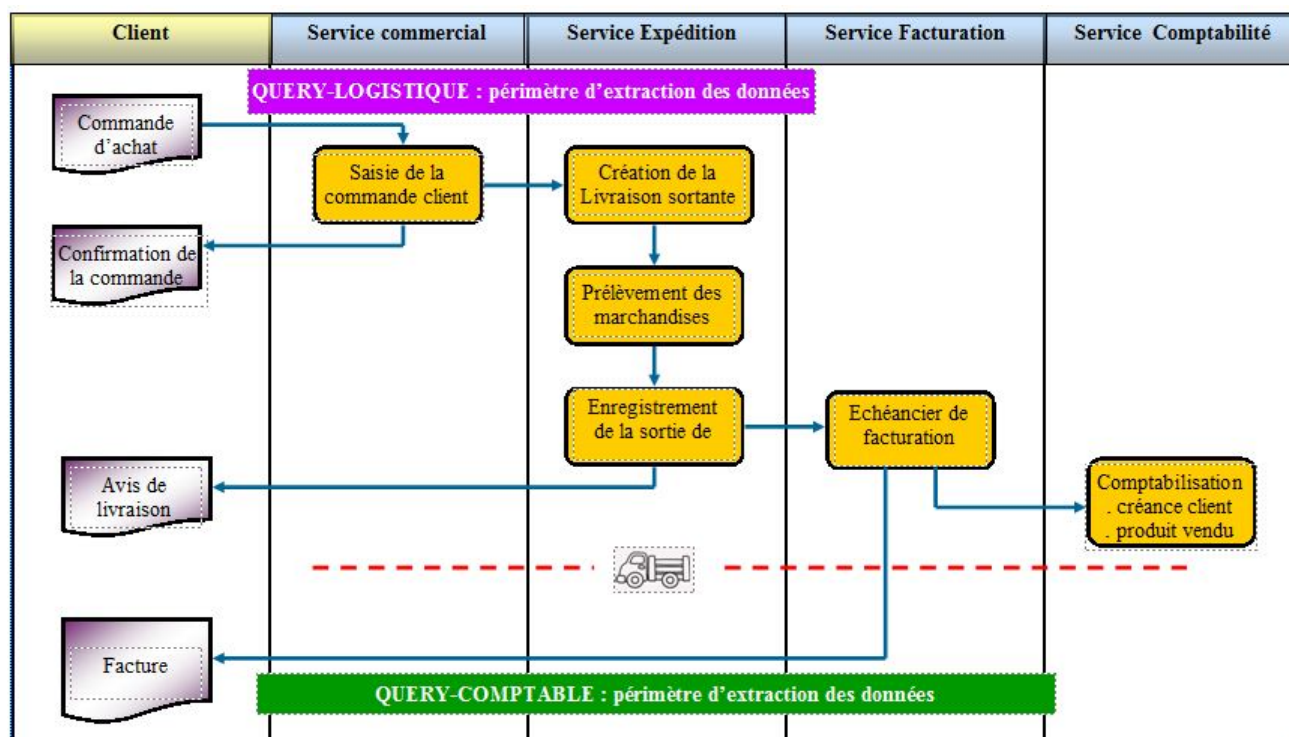 Client
Service commercial
Service Expédition
Service Facturation
Service Comptabilité
QUERY-LOGISTIQUE : périmètre d’extraction des données
Commande
d’achat
Saisie de la
commande client
Création de la
Livraison sortante
Confirmation de
la commande
Prélèvement des
marchandises
Enregistrement
de la sortie de
Echéancier de
facturation
Avis de
livraison
Comptabilisation
. créance client
. produit vendu
Facture
QUERY-COMPTABLE : périmètre d’extraction des données